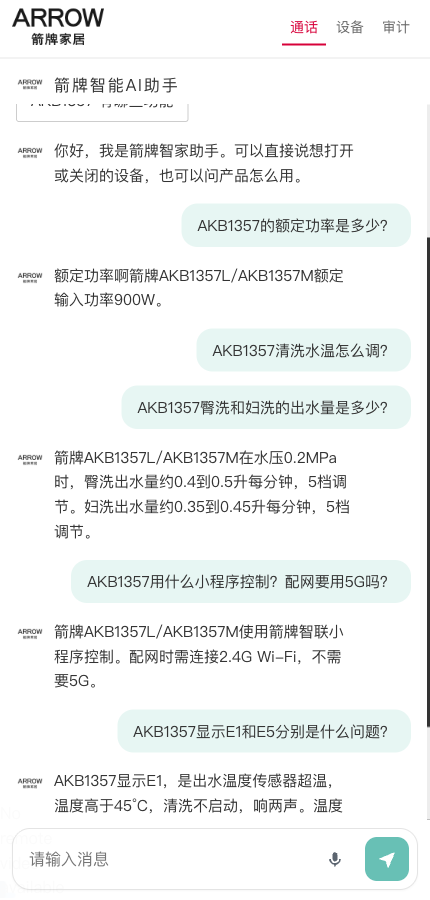 ARROW
箭牌家居
通话 设备 审计
ARROW
箭牌家居
箭牌智能AI助手
AKB1357 有哪些功能
ARROW
箭牌家居
你好，我是箭牌智家助手。可以直接说想打开
或关闭的设备，也可以问产品怎么用。
AKB1357的额定功率是多少？
ARROW
箭牌家居
额定功率啊箭牌AKB1357L/AKB1357M额定
输入功率900W。
AKB1357清洗水温怎么调？
AKB1357臀洗和妇洗的出水量是多少？
ARROW
箭牌家居
箭牌AKB1357L/AKB1357M在水压0.2MPa
时，臀洗出水量约0.4到0.5升每分钟，5档调
节。妇洗出水量约0.35到0.45升每分钟，5档
调节。
AKB1357用什么小程序控制？配网要用5G吗？
ARROW
箭牌家居
箭牌AKB1357L/AKB1357M使用箭牌智联小
程序控制。配网时需连接2.4G Wi-Fi，不需
要5G。
AKB1357显示E1和E5分别是什么问题？
ARROW
箭牌家居
AKB1357显示E1，是出水温度传感器超温，
温度高于45°C，清洗不启动，响两声。温度
请输入消息